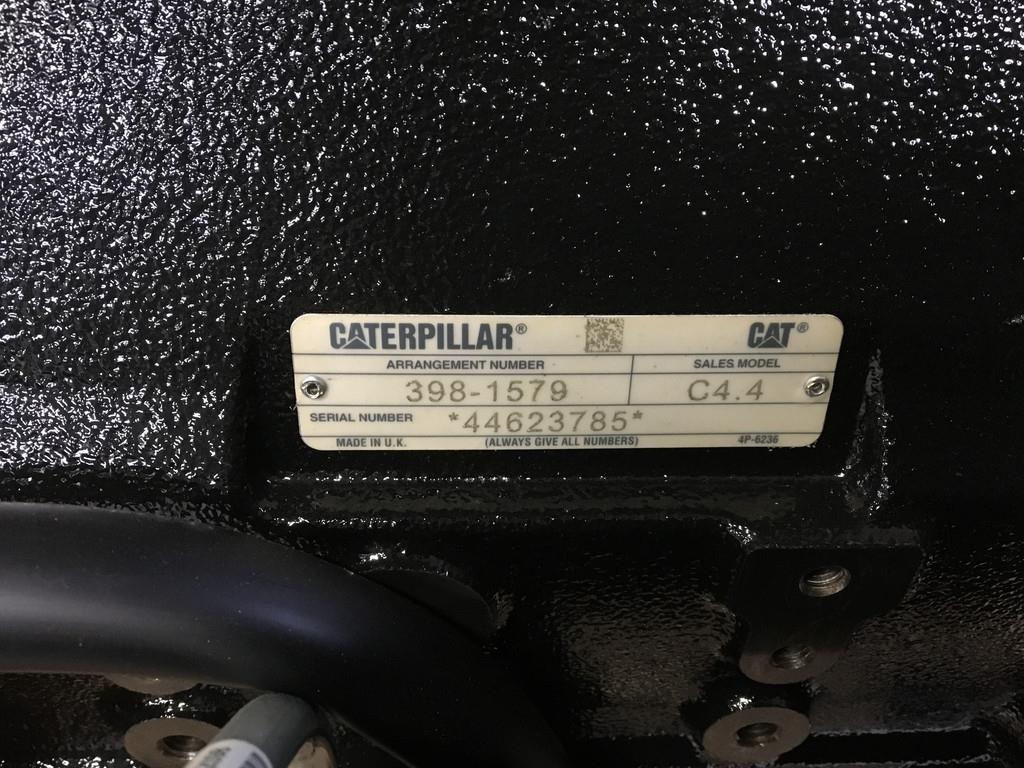 CATERPILLAR® CAT®
ARRANGEMENT NUMBER SALES MODEL
398-1579 C4.4
SERIAL NUMBER *44623785*
MADE IN U.K. (ALWAYS GIVE ALL NUMBERS) 4P-6236